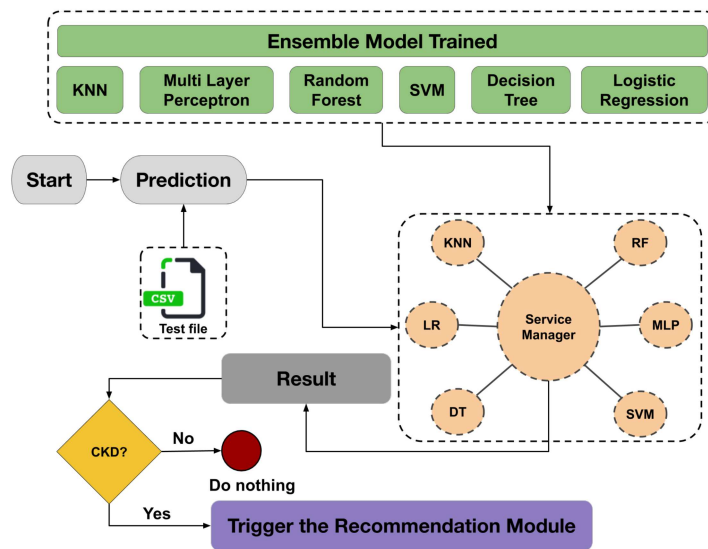 Ensemble Model Trained
KNN
Multi Layer
Perceptron
Random
Forest
SVM
Decision
Tree
Logistic
Regression
Start
Prediction
CSV
Test file
KNN
RF
LR
Service
Manager
MLP
DT
SVM
Result
CKD?
No
Do nothing
Yes
Trigger the Recommendation Module